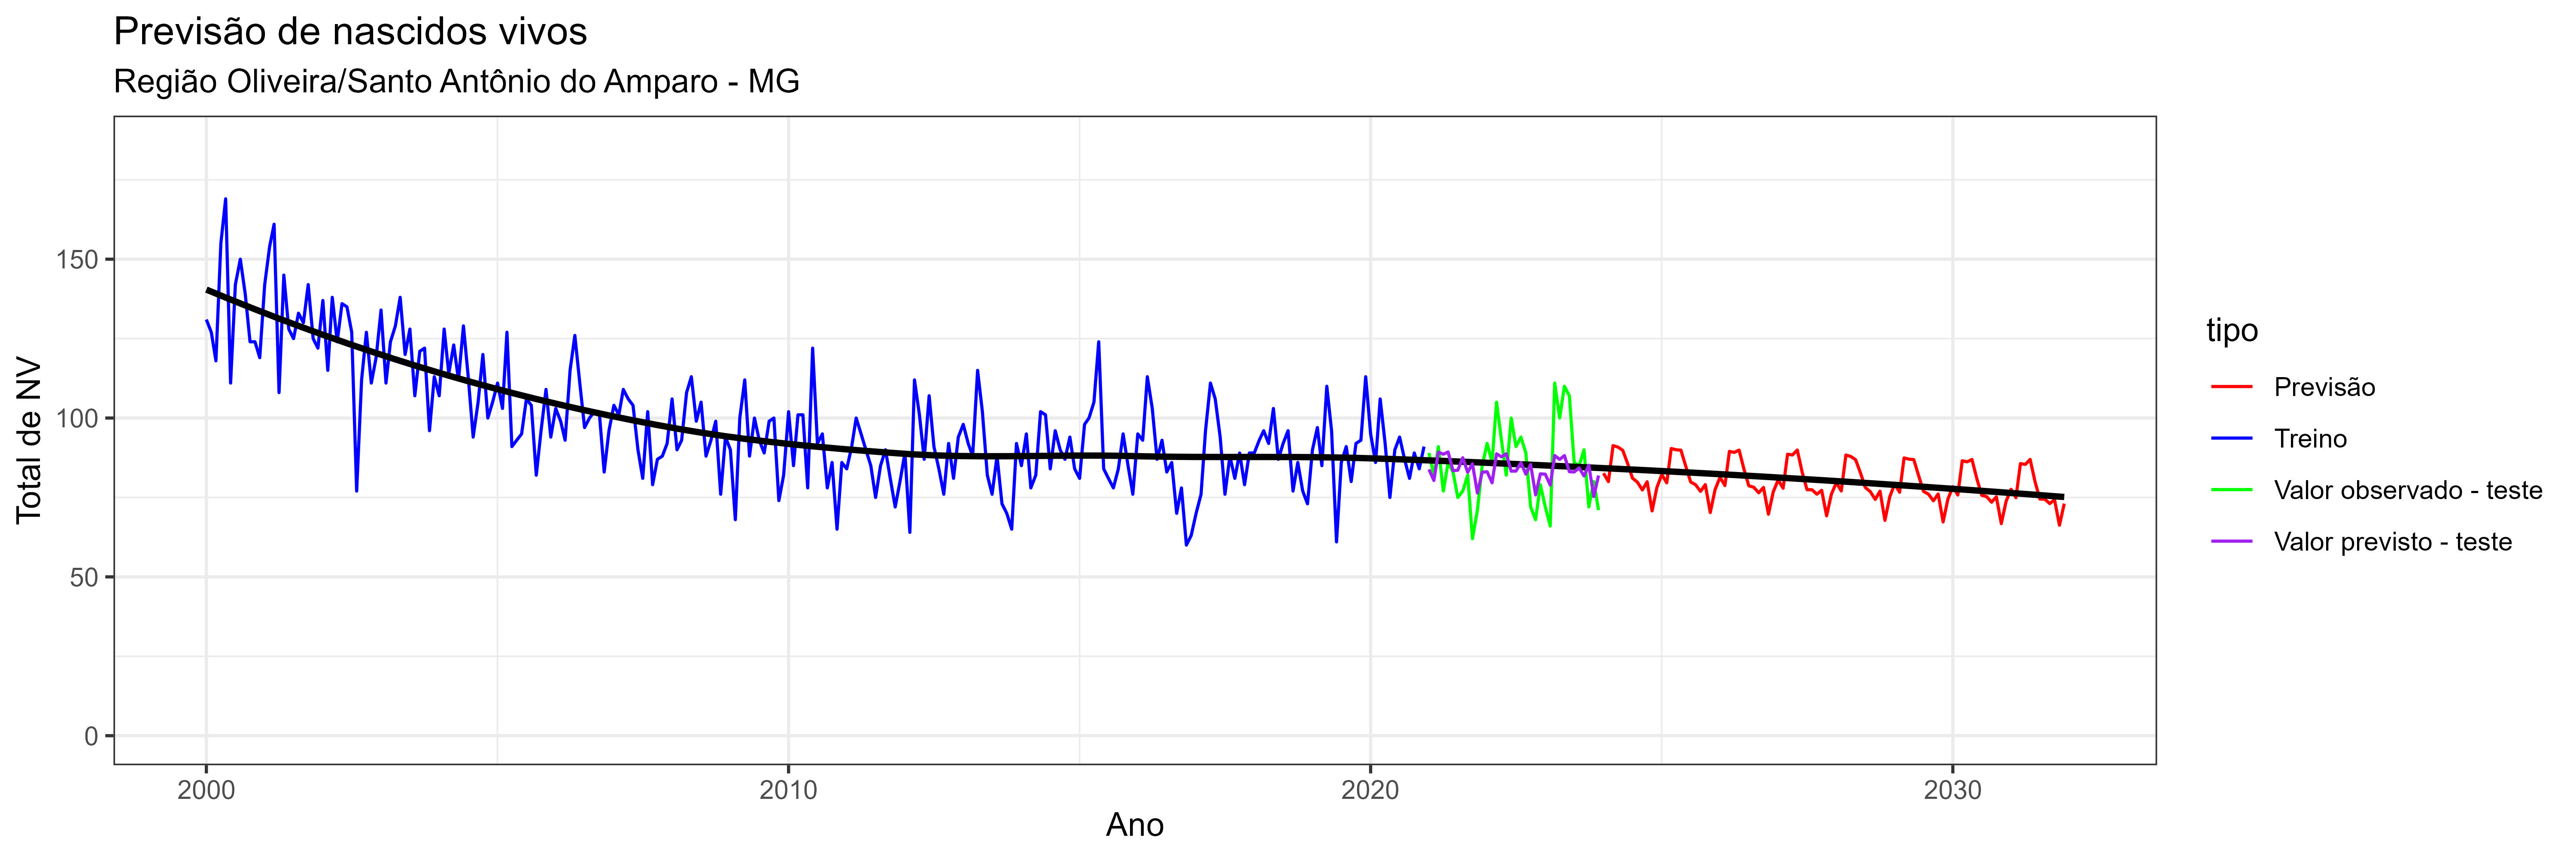 Previsão de nascidos vivos
Região Oliveira/Santo Antônio do Amparo - MG
Total de NV
150
100
50
0
2000
2010
2020
2030
Ano
tipo
Previsão
Treino
Valor observado - teste
Valor previsto - teste